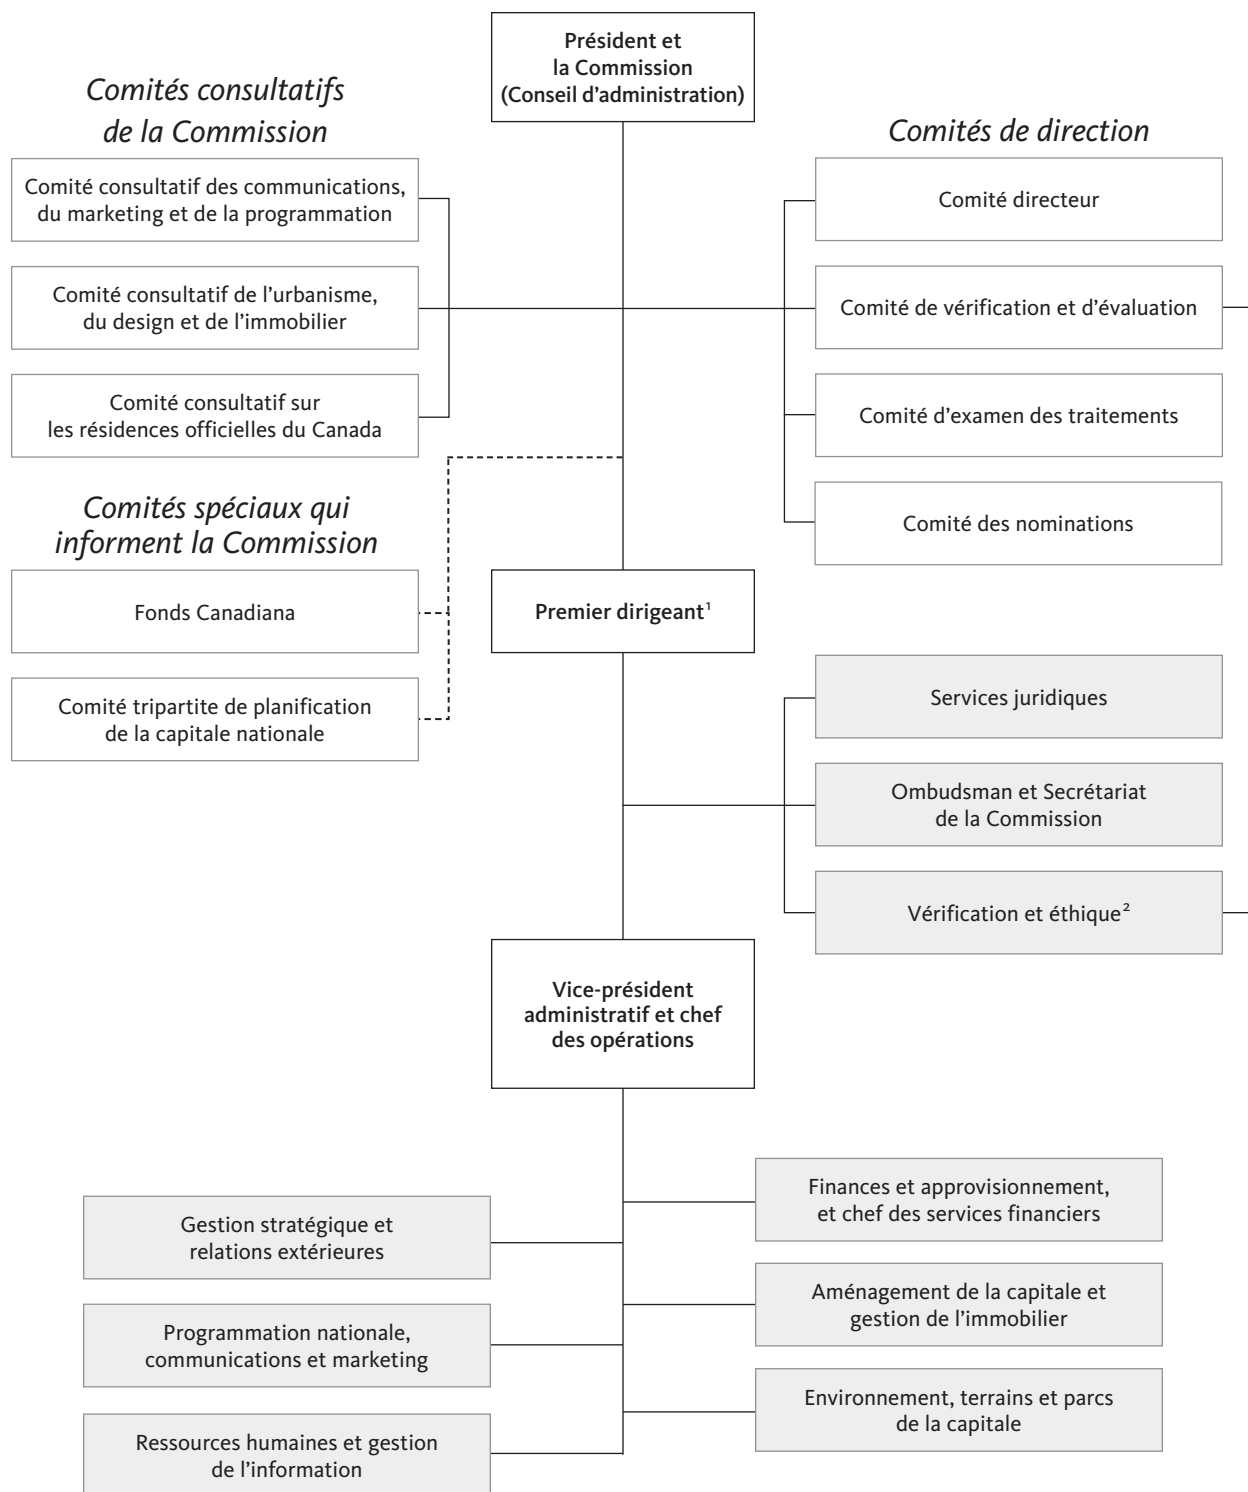 Président et
la Commission
(Conseil d'administration)
Comités consultatifs
de la Commission
Comité consultatif des communications,
du marketing et de la programmation
Comité consultatif de l'urbanisme,
du design et de l'immobilier
Comité consultatif sur
les résidences officielles du Canada
Comités de direction
Comité directeur
Comité de vérification et d'évaluation
Comité d'examen des traitements
Comité des nominations
Comités spéciaux qui
informent la Commission
Fonds Canadiana
Comité tripartite de planification
de la capitale nationale
Premier dirigeant¹
Services juridiques
Ombudsman et Secrétariat
de la Commission
Vérification et éthique²
Vice-président
administratif et chef
des opérations
Gestion stratégique et
relations extérieures
Programmation nationale,
communications et marketing
Ressources humaines et gestion
de l'information
Finances et approvisionnement,
et chef des services financiers
Aménagement de la capitale et
gestion de l'immobilier
Environnement, terrains et parcs
de la capitale